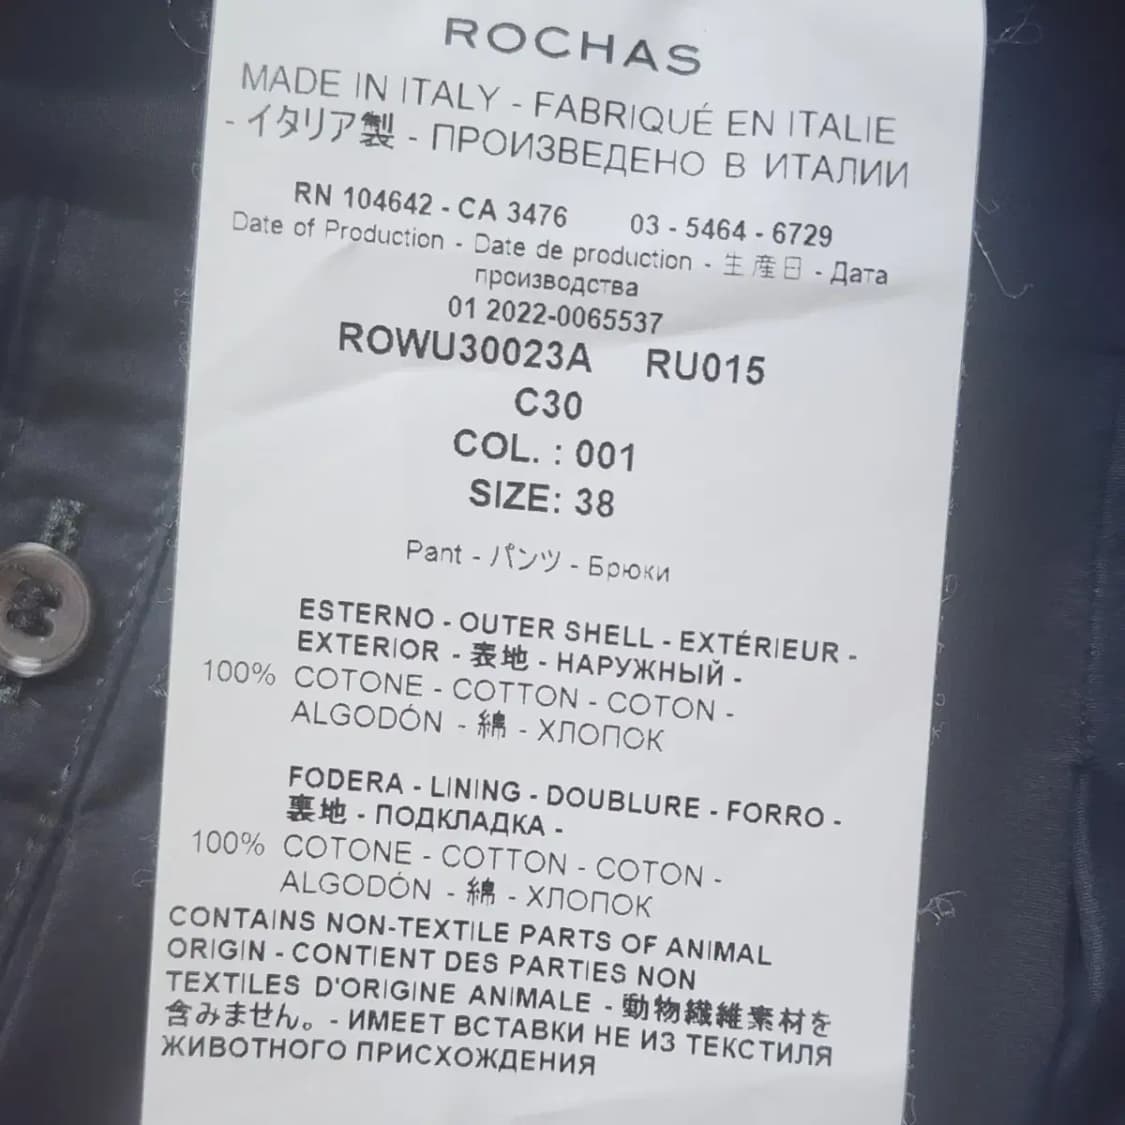 ROCHAS
MADE IN ITALY - FABRIQUÉ EN ITALIE
- イタリア製 - ПРОИЗВЕДЕНО В ИТАЛИИ
RN 104642 - CA 3476 03 - 5464 - 6729
Date of Production - Date de production - 生産日 - Дата
производства
01 2022-0065537
ROWU30023A RU015
C30
COL. : 001
SIZE: 38
Pant - パンツ - Брюки
ESTERNO - OUTER SHELL - EXTÉRIEUR -
EXTERIOR - 表地 - НАРУЖНЫЙ -
100% COTONE - COTTON - COTON -
ALGODÓN - 綿 - ХЛОПОК
FODERA - LINING - DOUBLURE - FORRO -
裏地 - ПОДКЛАДКА -
100% COTONE - COTTON - COTON -
ALGODÓN - 綿 - ХЛОПОК
CONTAINS NON-TEXTILE PARTS OF ANIMAL
ORIGIN - CONTIENT DES PARTIES NON
TEXTILES D'ORIGINE ANIMALE - 動物繊維素材を
含みません。 - ИМЕЕТ ВСТАВКИ НЕ ИЗ ТЕКСТИЛЯ
ЖИВОТНОГО ПРИСХОЖДЕНИЯ